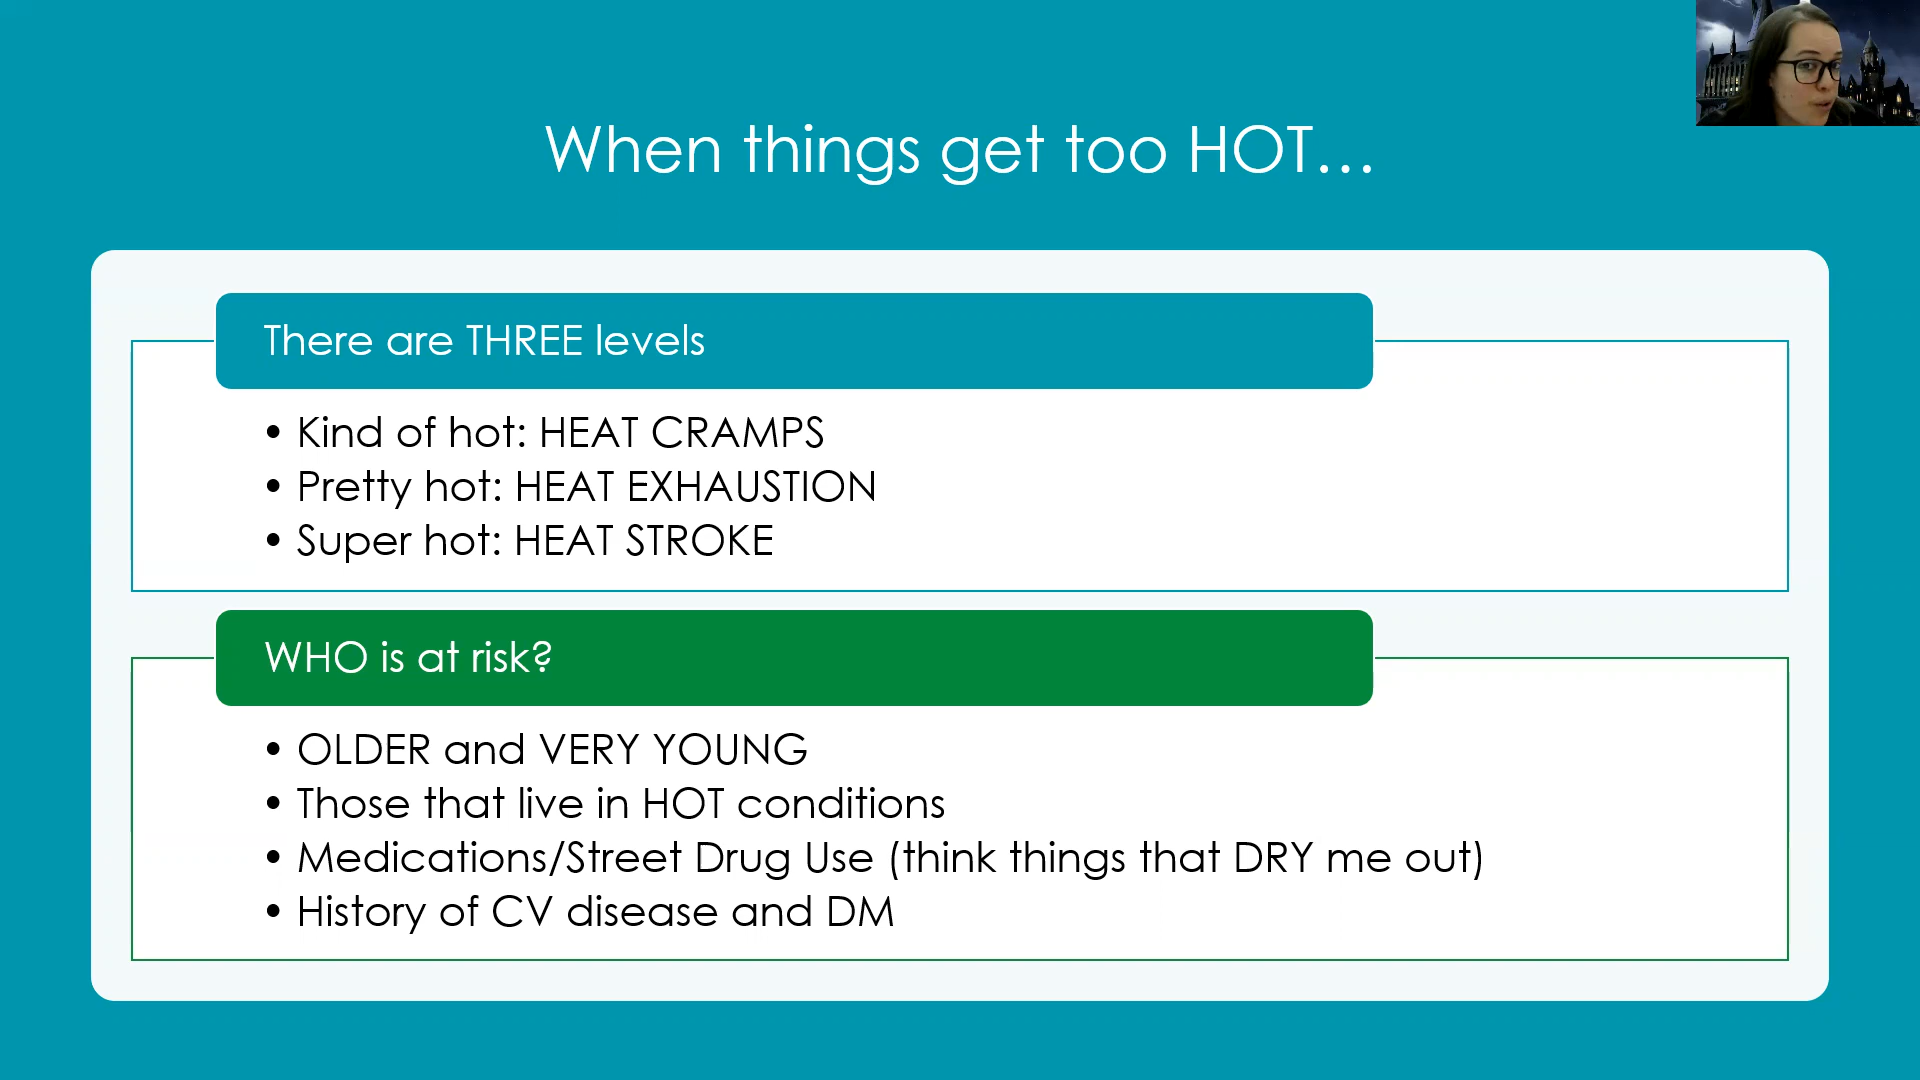 When things get too HOT...
There are THREE levels
• Kind of hot: HEAT CRAMPS
• Pretty hot: HEAT EXHAUSTION
• Super hot: HEAT STROKE
WHO is at risk?
• OLDER and VERY YOUNG
• Those that live in HOT conditions
• Medications/Street Drug Use (think things that DRY me out)
• History of CV disease and DM